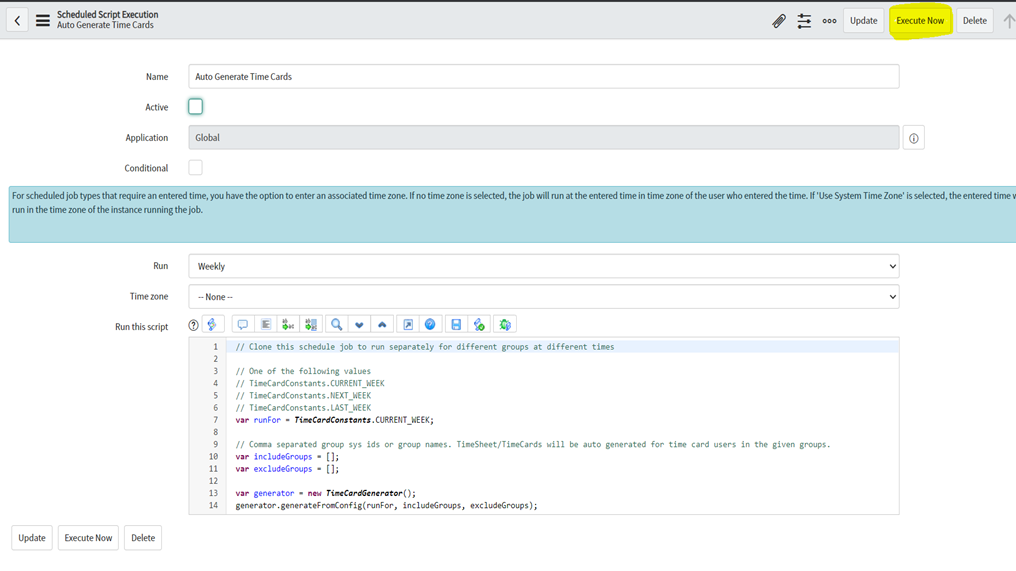 Scheduled Script Execution
Auto Generate Time Cards
Update
Execute Now
Delete
Name
Auto Generate Time Cards
Active
Application
Global
Conditional
For scheduled job types that require an entered time, you have the option to enter an associated time zone. If no time zone is selected, the job will run at the entered time in time zone of the user who entered the time. If 'Use System Time Zone' is selected, the entered time
run in the time zone of the instance running the job.
Run
Weekly
Time zone
-- None --
Run this script
1 // Clone this schedule job to run separately for different groups at different times
2
3 // One of the following values
4 // TimeCardConstants.CURRENT_WEEK
5 // TimeCardConstants.NEXT_WEEK
6 // TimeCardConstants.LAST_WEEK
7 var runFor = TimeCardConstants.CURRENT_WEEK;
8
9 // Comma separated group sys ids or group names. TimeSheet/TimeCards will be auto generated for time card users in the given groups.
10 var includeGroups = [];
11 var excludeGroups = [];
12
13 var generator = new TimeCardGenerator();
14 generator.generateFromConfig(runFor, includeGroups, excludeGroups);
Update
Execute Now
Delete